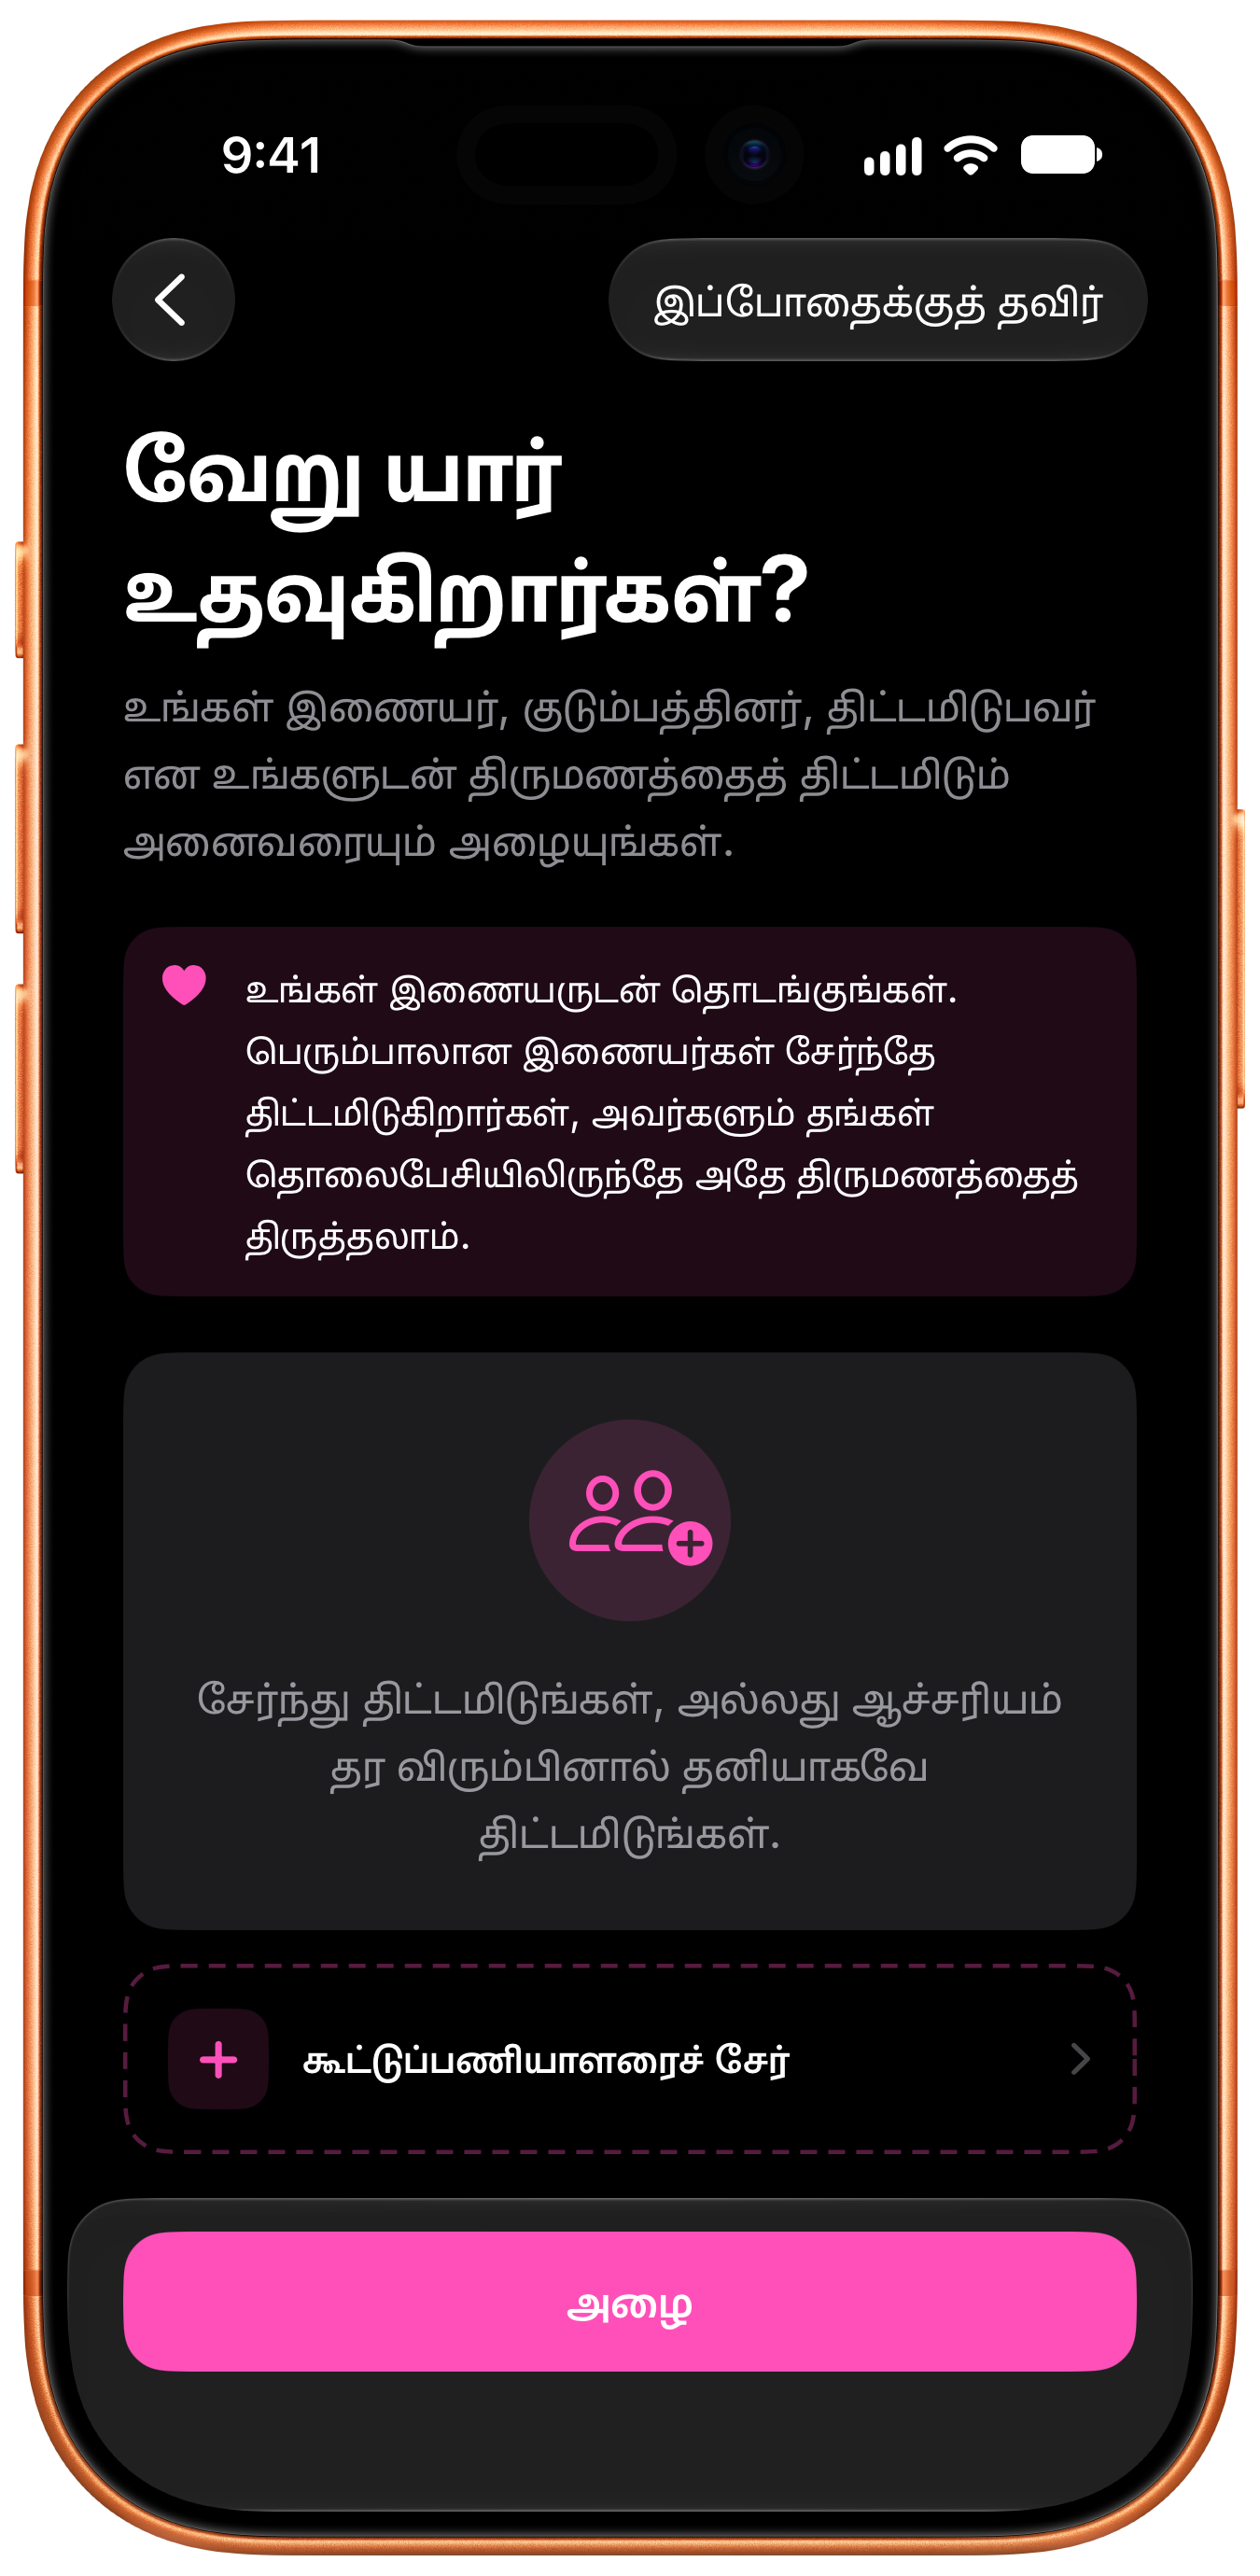 9:41
இப்போதைக்குத் தவிர்
வேறு யார்
உதவுகிறார்கள்?
உங்கள் இணையர், குடும்பத்தினர், திட்டமிடுபவர்
என உங்களுடன் திருமணத்தைத் திட்டமிடும்
அனைவரையும் அழையுங்கள்.
உங்கள் இணையருடன் தொடங்குங்கள்.
பெரும்பாலான இணையர்கள் சேர்ந்தே
திட்டமிடுகிறார்கள், அவர்களும் தங்கள்
தொலைபேசியிலிருந்தே அதே திருமணத்தைத்
திருத்தலாம்.
சேர்ந்து திட்டமிடுங்கள், அல்லது ஆச்சரியம்
தர விரும்பினால் தனியாகவே
திட்டமிடுங்கள்.
கூட்டுப்பணியாளரைச் சேர்
அழை